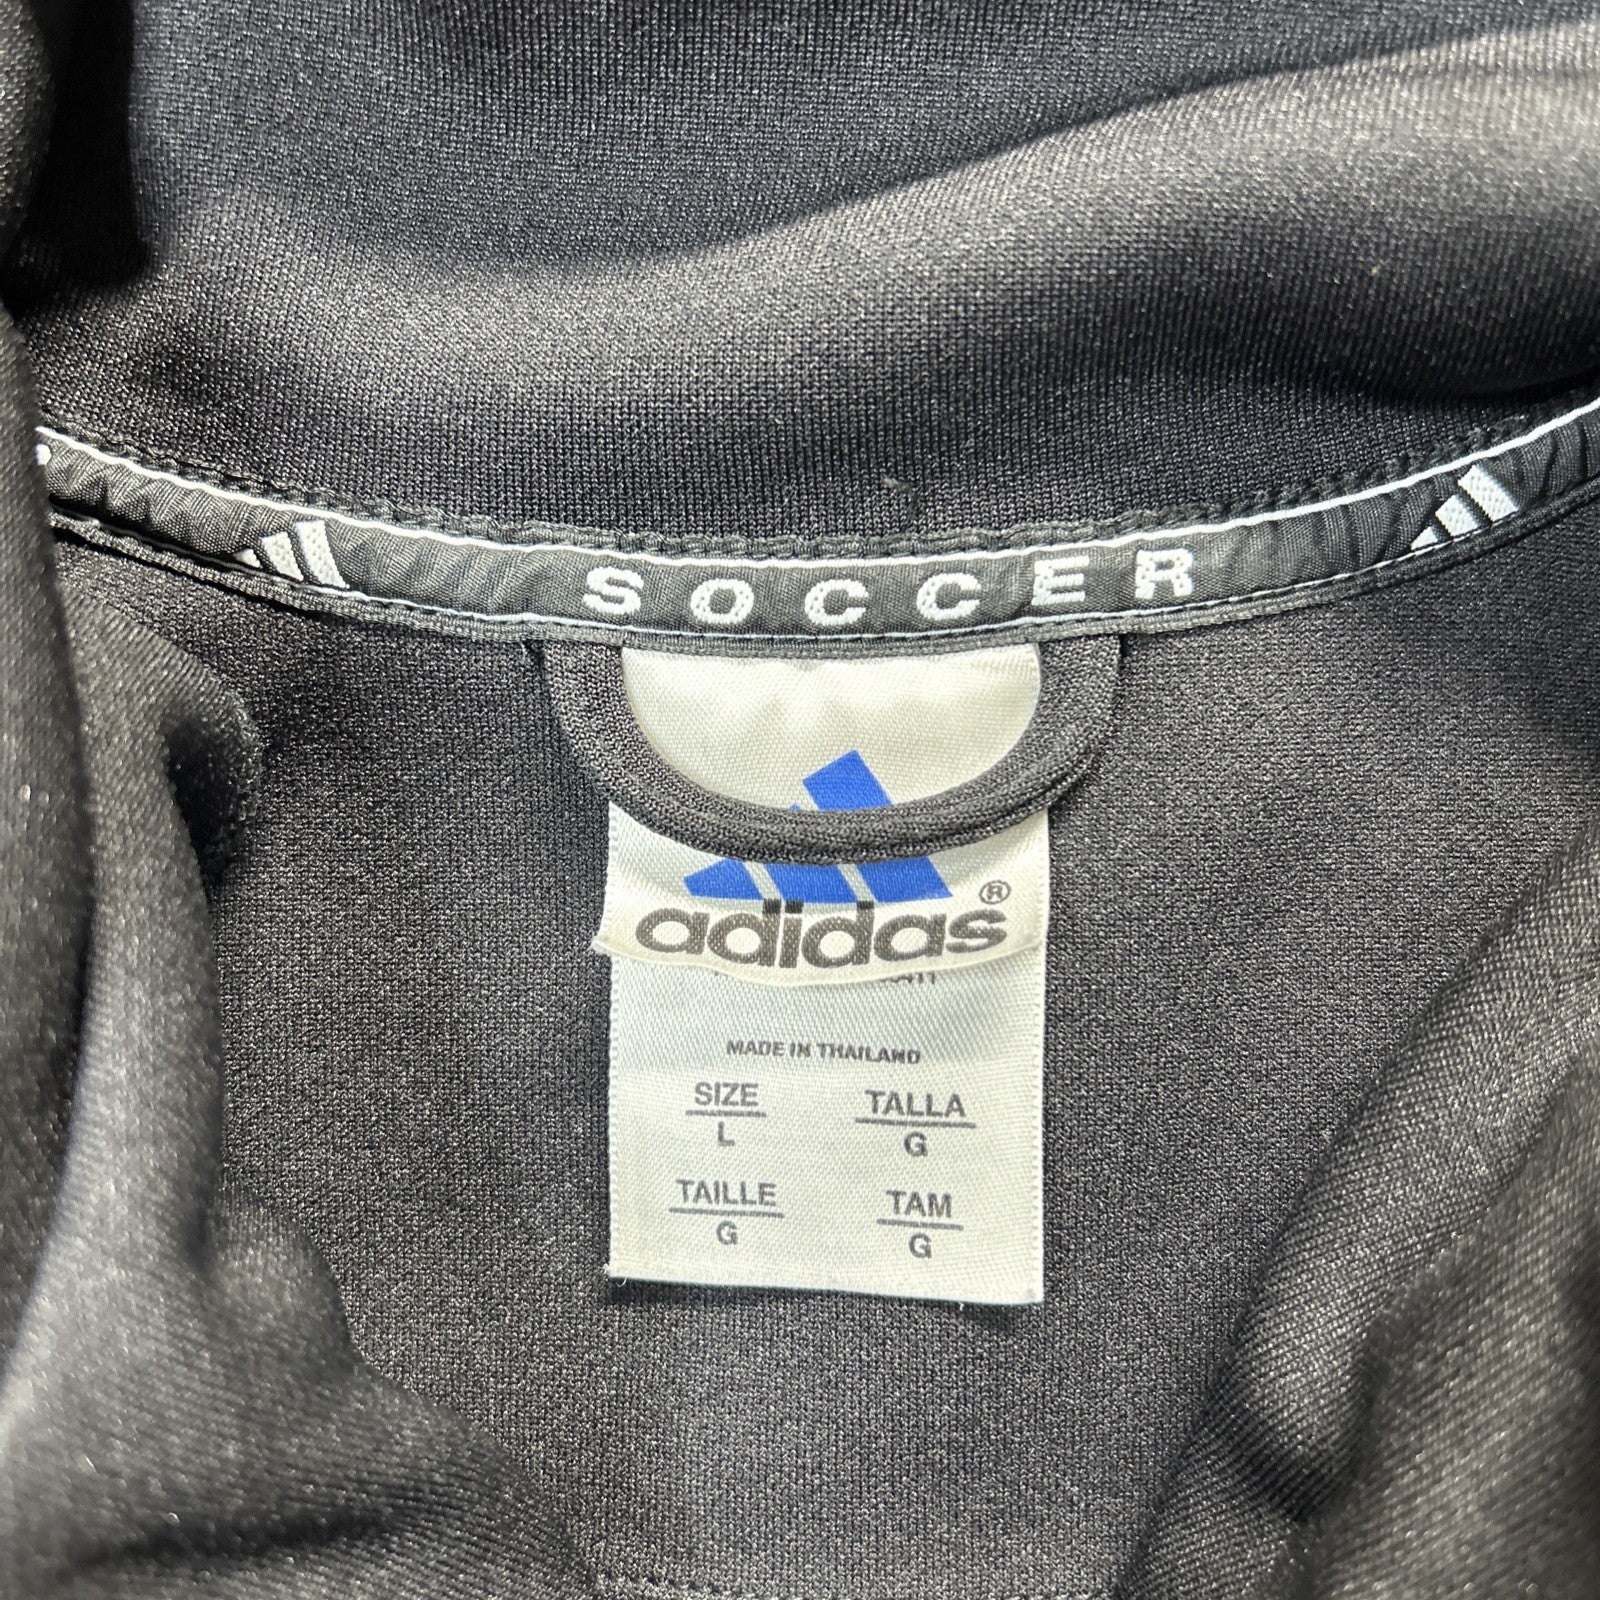 SOCCER
adidas®
MADE IN THAILAND
SIZE TALLA
L G
TAILLE TAM
G G